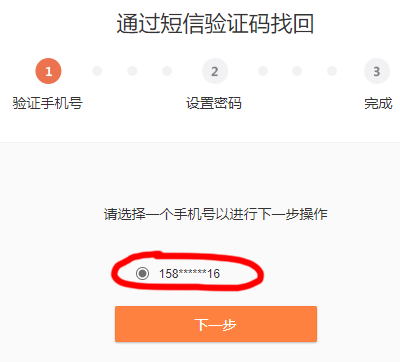 通过短信验证码找回
1 2 3
验证手机号 设置密码 完成
请选择一个手机号以进行下一步操作
158******16
下一步